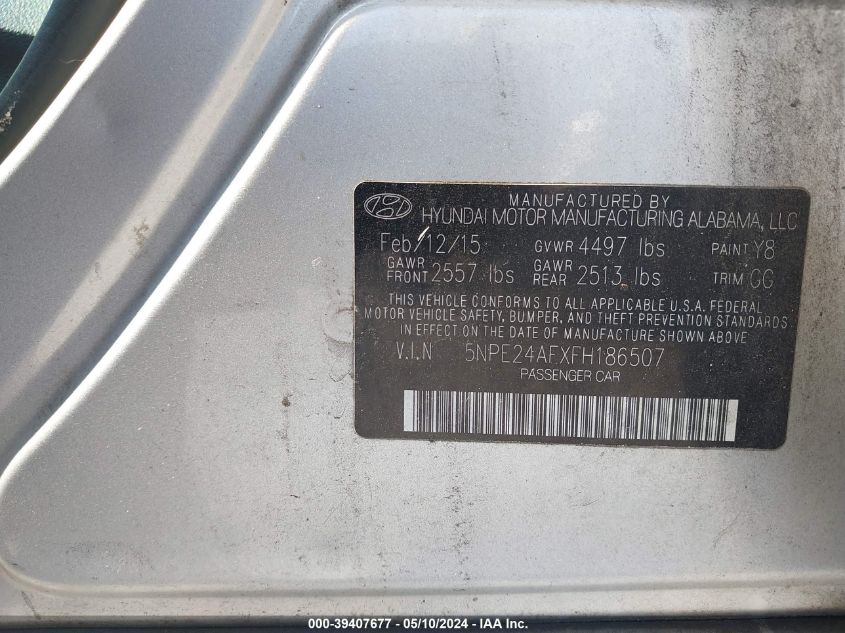 MANUFACTURED BY
HYUNDAI MOTOR MANUFACTURING ALABAMA, LLC
Feb/12/15 GVWR 4497 lbs PAINT Y8
GAWR FRONT 2557 lbs GAWR REAR 2513 lbs TRIM GG
THIS VEHICLE CONFORMS TO ALL APPLICABLE U.S.A. FEDERAL
MOTOR VEHICLE SAFETY, BUMPER, AND THEFT PREVENTION STANDARDS
IN EFFECT ON THE DATE OF MANUFACTURE SHOWN ABOVE
V.I.N 5NPE24AFXFH186507
PASSENGER CAR
000-39407677 - 05/10/2024 - IAA Inc.